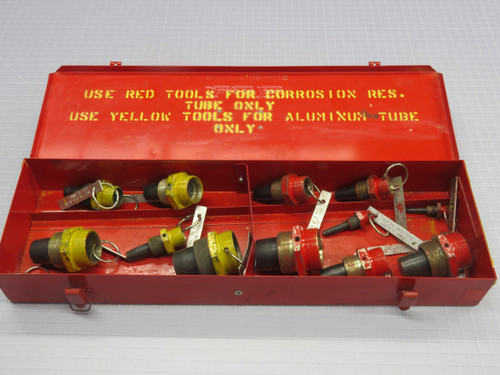 USE RED TOOLS FOR CORROSION RES.
TUBE ONLY
USE YELLOW TOOLS FOR ALUMINUM TUBE
ONLY.